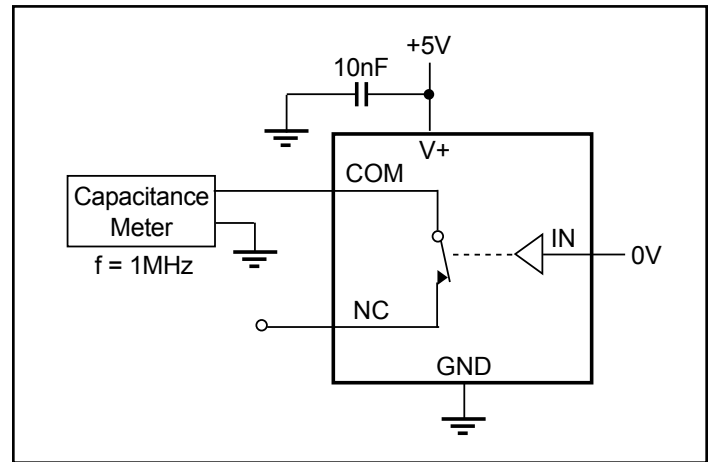 +5V
10nF
V+
COM
Capacitance
Meter
IN
0V
f = 1MHz
NC
GND